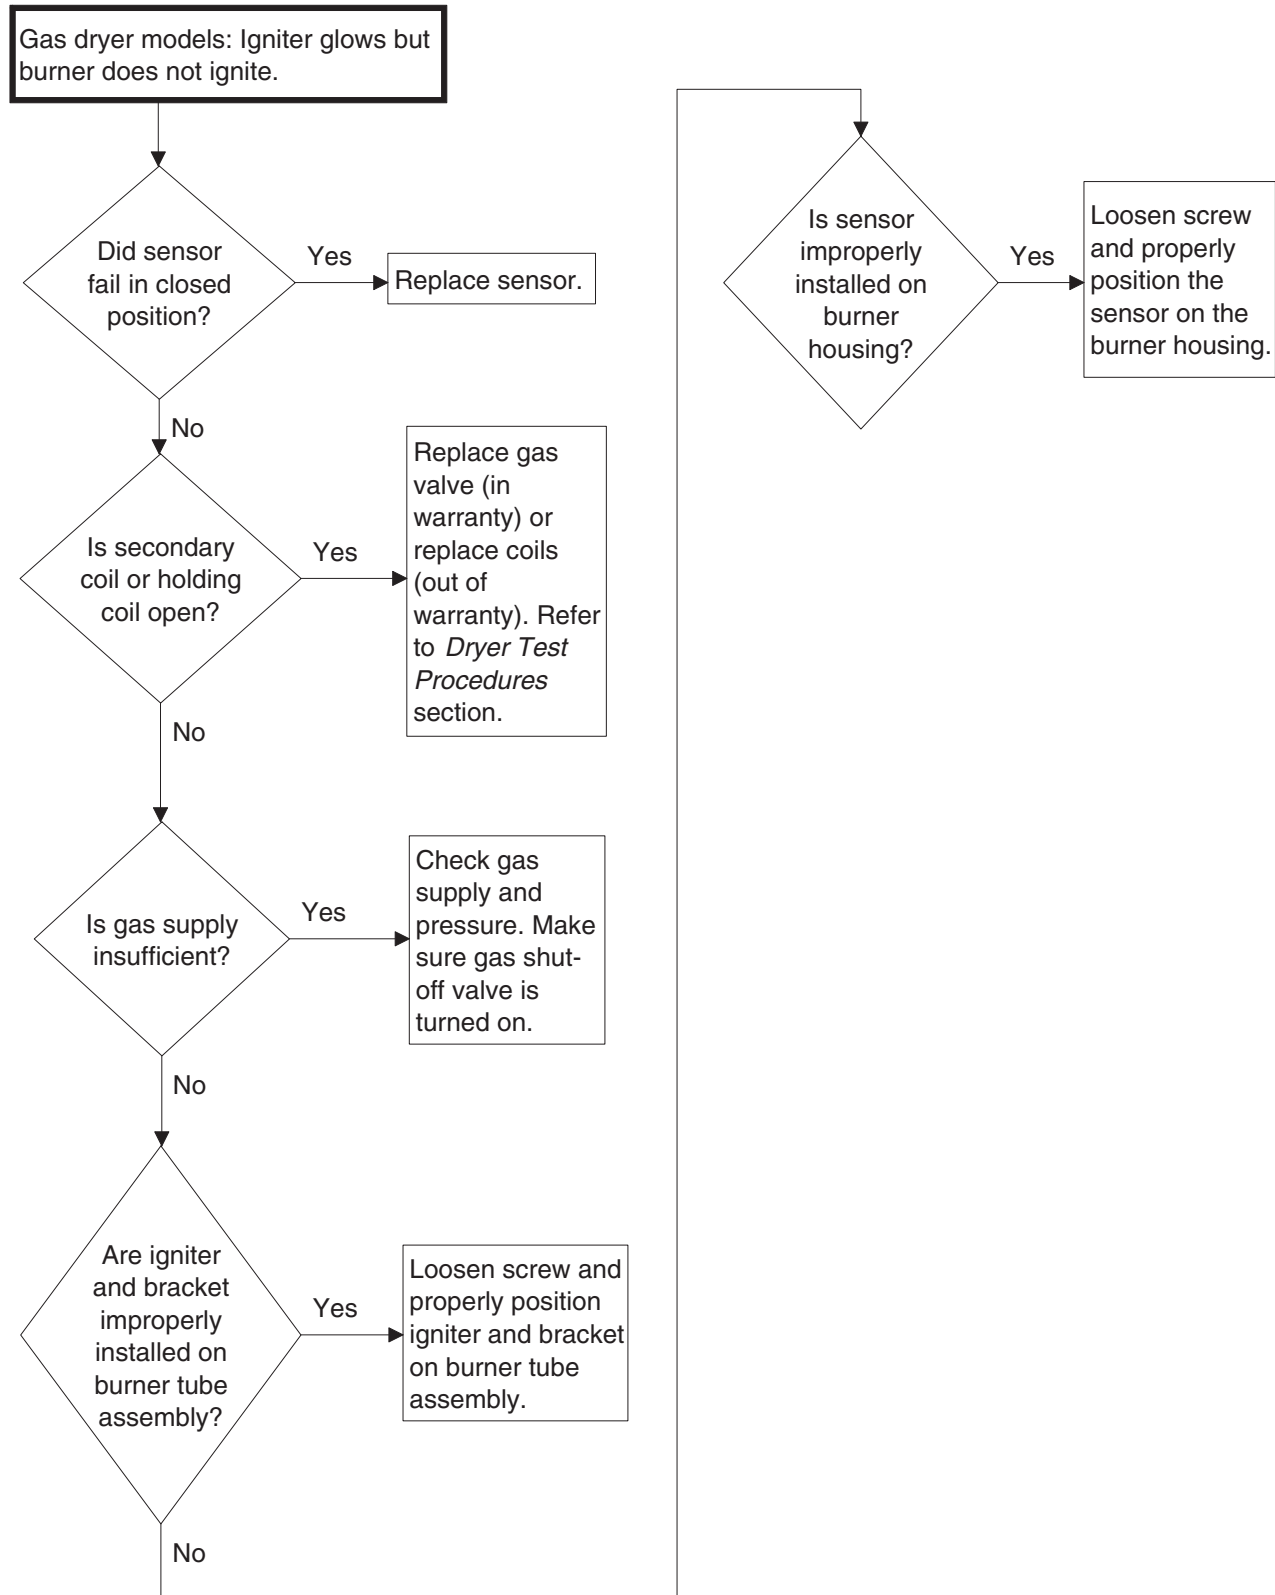 Gas dryer models: Igniter glows but
burner does not ignite.
Did sensor
fail in closed
position?
Yes
Replace sensor.
No
Is secondary
coil or holding
coil open?
Yes
Replace gas
valve (in
warranty) or
replace coils
(out of
warranty). Refer
to Dryer Test
Procedures
section.
No
Is gas supply
insufficient?
Yes
Check gas
supply and
pressure. Make
sure gas shut-
off valve is
turned on.
No
Are igniter
and bracket
improperly
installed on
burner tube
assembly?
Yes
Loosen screw and
properly position
igniter and bracket
on burner tube
assembly.
No
Is sensor
improperly
installed on
burner
housing?
Yes
Loosen screw
and properly
position the
sensor on the
burner housing.